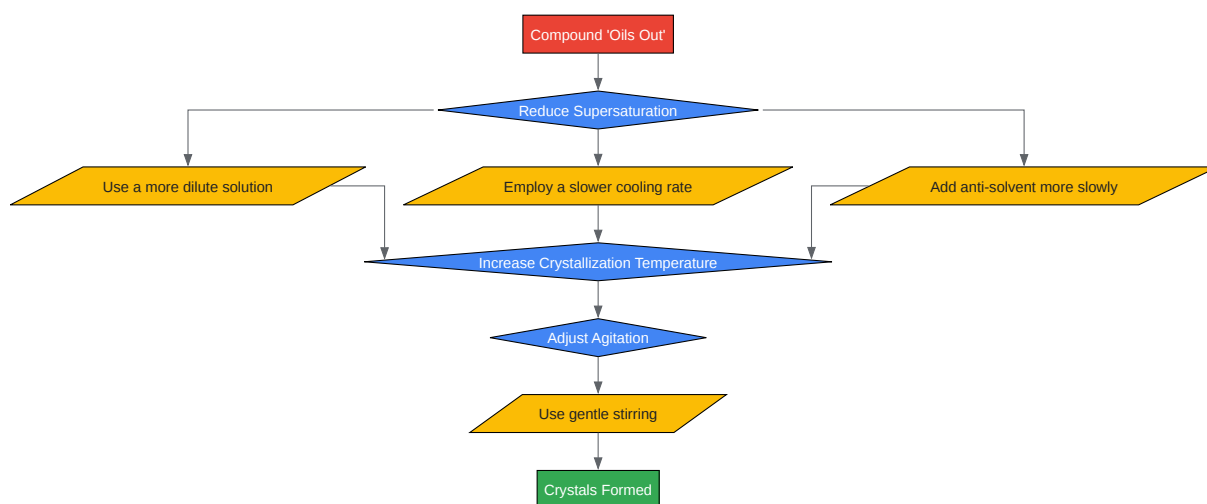 Compound 'Oils Out'
Reduce Supersaturation
Use a more dilute solution
Employ a slower cooling rate
Add anti-solvent more slowly
Increase Crystallization Temperature
Adjust Agitation
Use gentle stirring
Crystals Formed